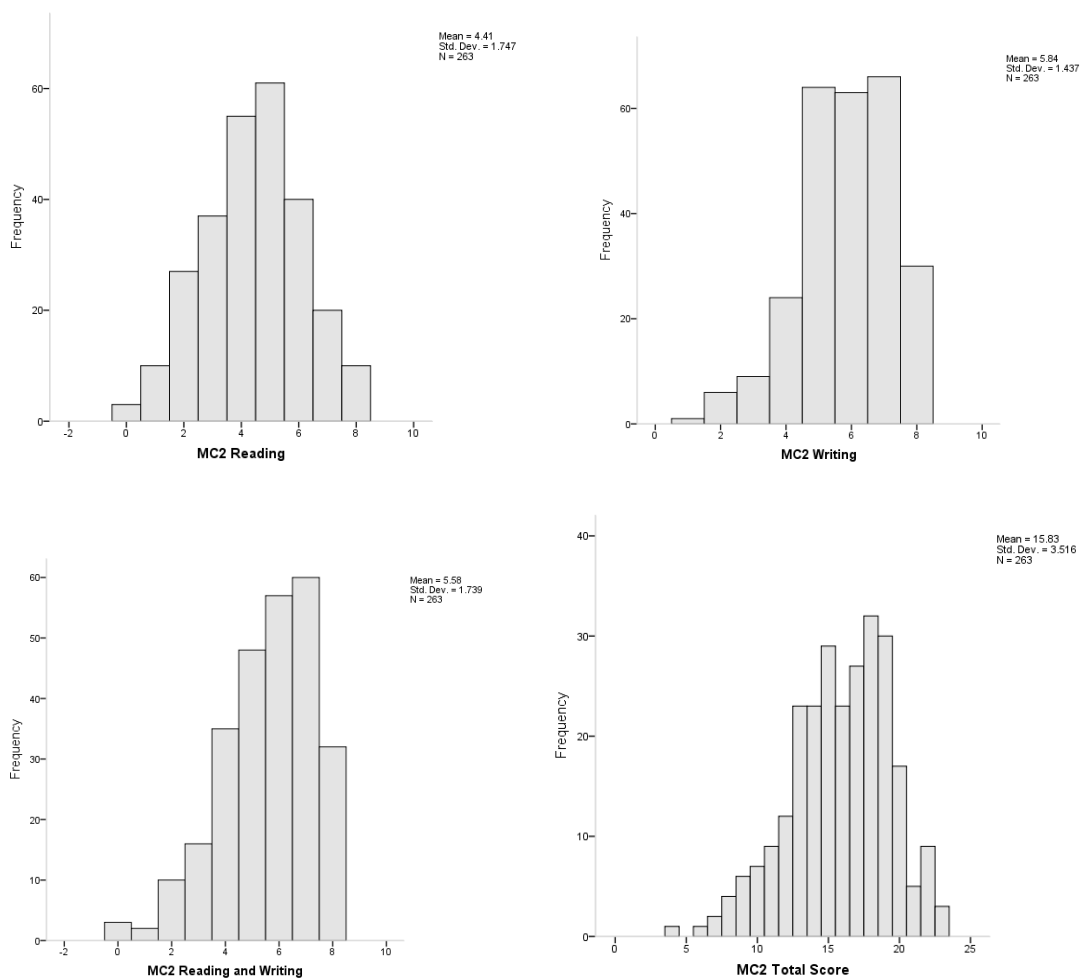 Mean = 4.41
Std. Dev. = 1.747
N = 263
60
40
20
0
Frequency
-2 0 2 4 6 8 10
MC2 Reading
Mean = 5.84
Std. Dev. = 1.437
N = 263
60
40
20
0
Frequency
0 2 4 6 8 10
MC2 Writing
Mean = 5.58
Std. Dev. = 1.739
N = 263
60
50
40
30
20
10
0
Frequency
-2 0 2 4 6 8 10
MC2 Reading and Writing
Mean = 15.83
Std. Dev. = 3.516
N = 263
40
30
20
10
0
Frequency
0 5 10 15 20 25
MC2 Total Score